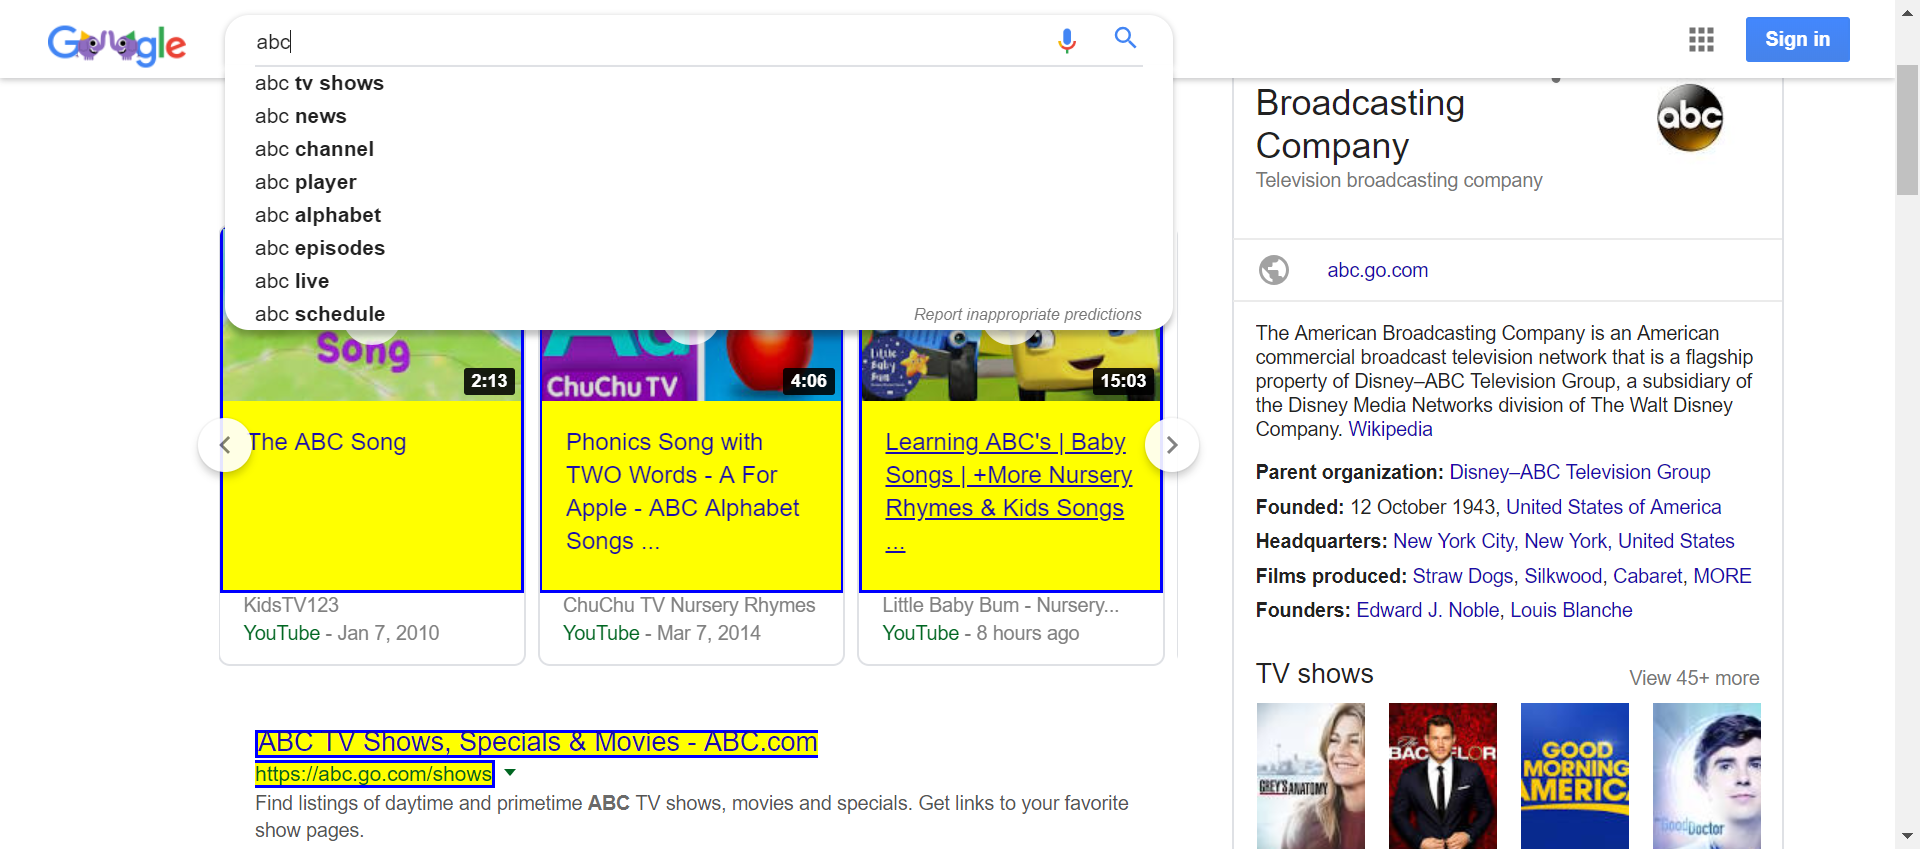 Google
abc
Sign in
abc tv shows
abc news
abc channel
abc player
abc alphabet
abc episodes
abc live
abc schedule
Report inappropriate predictions
Song
2:13
ChuChu TV
4:06
Little
Baby
Bum
15:03
The ABC Song
KidsTV123
YouTube - Jan 7, 2010
Phonics Song with
TWO Words - A For
Apple - ABC Alphabet
Songs ...
ChuChu TV Nursery Rhymes
YouTube - Mar 7, 2014
Learning ABC's | Baby
Songs | +More Nursery
Rhymes & Kids Songs
...
Little Baby Bum - Nursery...
YouTube - 8 hours ago
ABC TV Shows, Specials & Movies - ABC.com
https://abc.go.com/shows
Find listings of daytime and primetime ABC TV shows, movies and specials. Get links to your favorite
show pages.
Broadcasting
Company
abc
Television broadcasting company
abc.go.com
The American Broadcasting Company is an American
commercial broadcast television network that is a flagship
property of Disney–ABC Television Group, a subsidiary of
the Disney Media Networks division of The Walt Disney
Company. Wikipedia
Parent organization: Disney–ABC Television Group
Founded: 12 October 1943, United States of America
Headquarters: New York City, New York, United States
Films produced: Straw Dogs, Silkwood, Cabaret, MORE
Founders: Edward J. Noble, Louis Blanche
TV shows
View 45+ more
GREY'S ANATOMY
The
BACHELOR
GOOD
MORNING
AMERICA
The Good Doctor